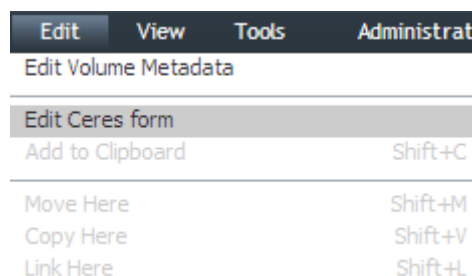 Edit View Tools Administrat
Edit Volume Metadata
Edit Ceres form
Add to Clipboard Shift+C
Move Here Shift+M
Copy Here Shift+V
Link Here Shift+L